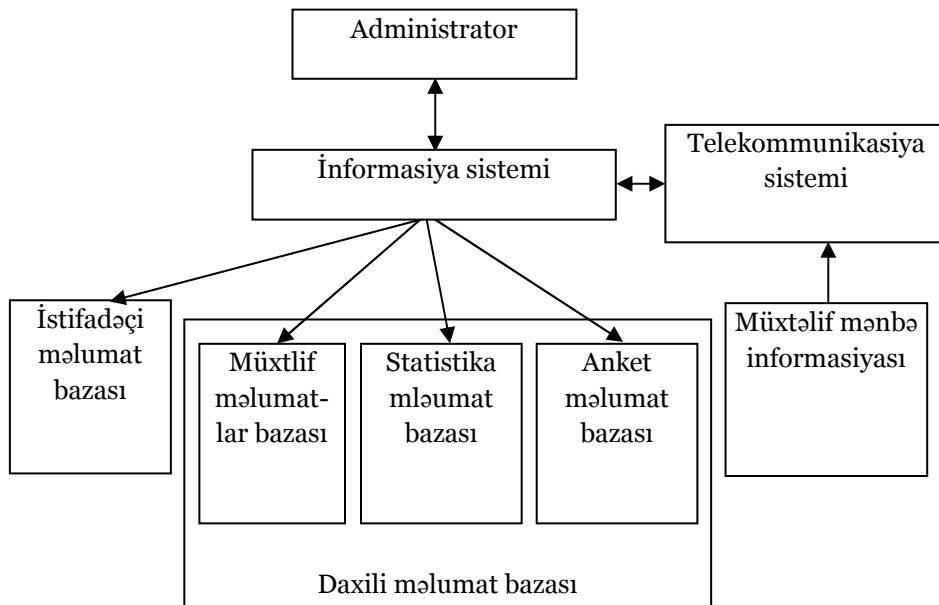 Administrator
İnformasiya sistemi
Telekommunikasiya
sistemi
İstifadəçi
məlumat
bazası
Müxtlif
məlumat-
lar bazası
Statistika
mləumat
bazası
Anket
məlumat
bazası
Müxtəlif mənbə
informasiyası
Daxili məlumat bazası